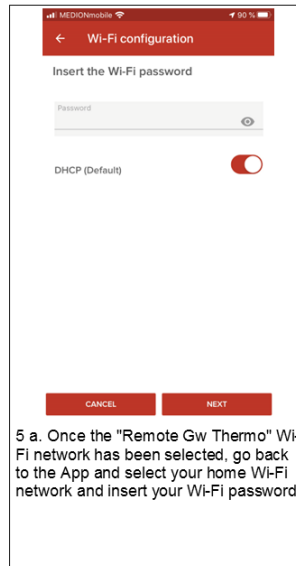 MEDIONmobile 90 %
Wi-Fi configuration
Insert the Wi-Fi password
Password
DHCP (Default)
CANCEL NEXT
5 a. Once the "Remote Gw Thermo" Wi-
Fi network has been selected, go back
to the App and select your home Wi-Fi
network and insert your Wi-Fi password